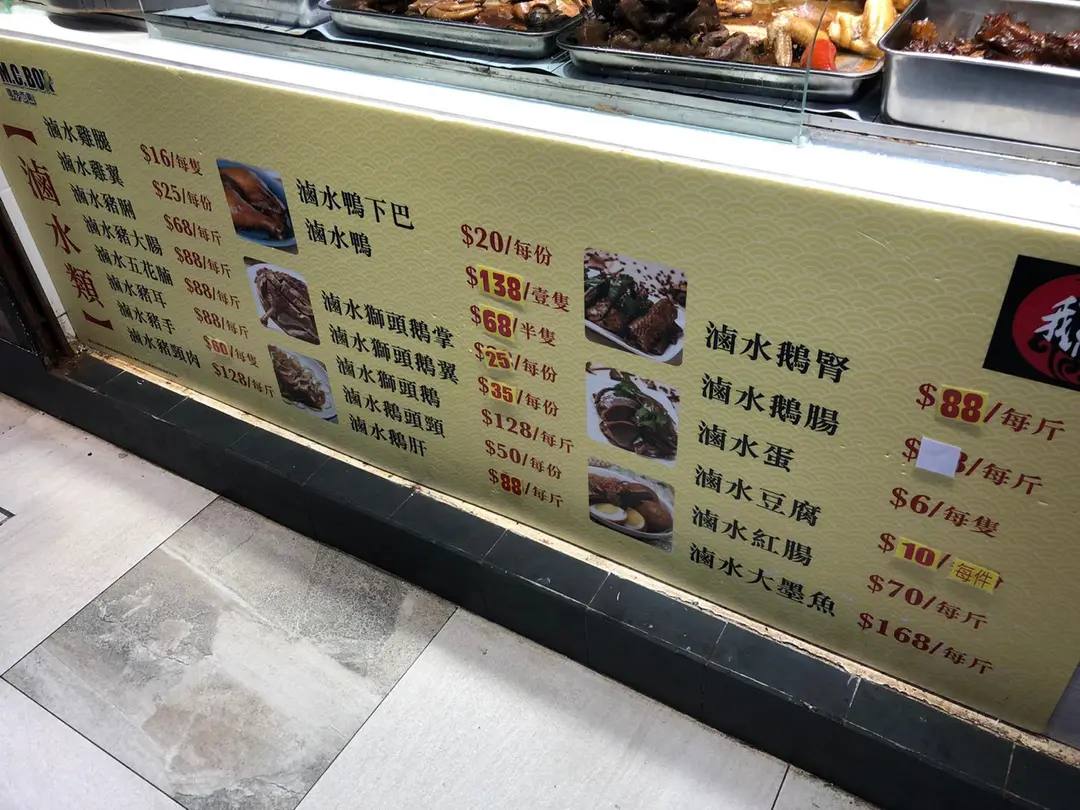 【滷水類】
滷水雞腿 $16/每隻
滷水雞翼 $25/每份
滷水豬脷 $68/每斤
滷水豬大腸 $88/每斤
滷水五花腩 $88/每斤
滷水豬耳 $88/每斤
滷水豬手 $60/每隻
滷水豬頸肉 $128/每斤
滷水鴨下巴 $20/每份
滷水鴨 $138/壹隻
$68/半隻
滷水獅頭鵝掌 $25/每份
滷水獅頭鵝翼 $35/每份
滷水獅頭鵝 $128/每斤
滷水鵝頭頸 $50/每份
滷水鵝肝 $88/每斤
滷水鵝腎 $88/每斤
滷水鵝腸 $ /每斤
滷水蛋 $6/每隻
滷水豆腐 $10/每件
滷水紅腸 $70/每斤
滷水大墨魚 $168/每斤
我